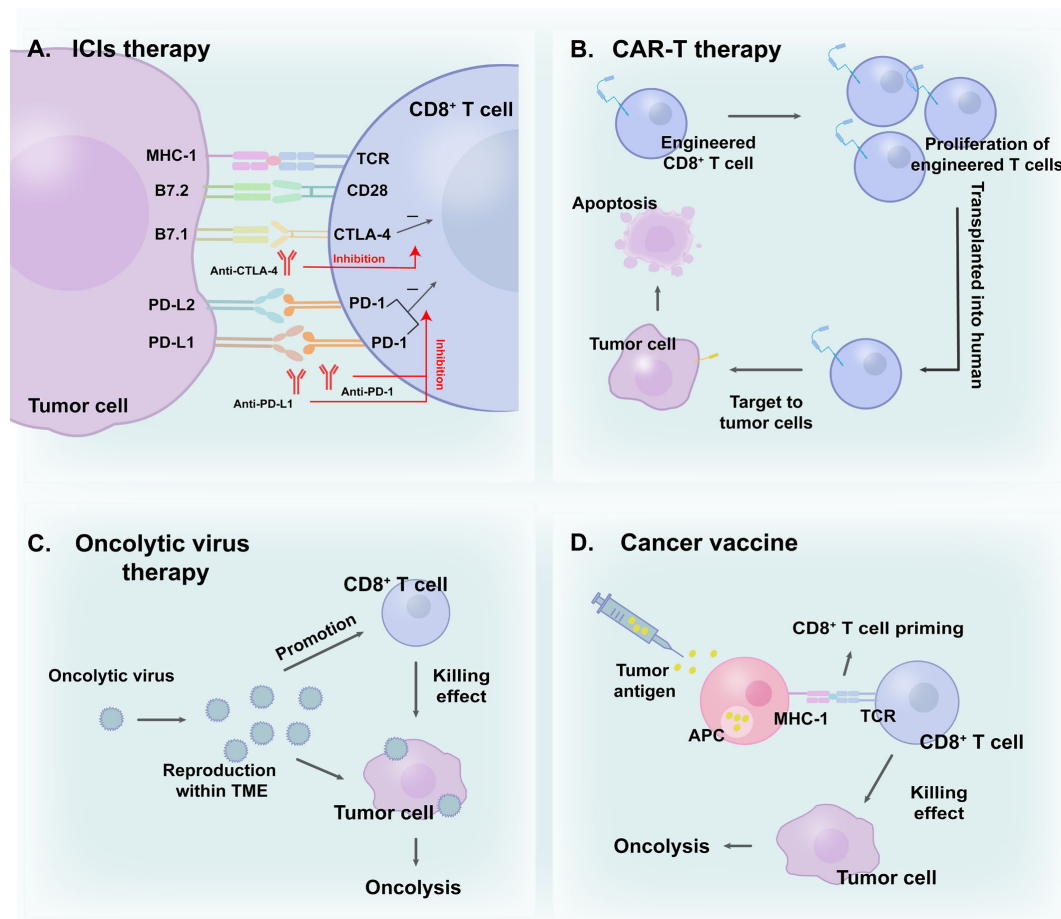 A. ICIs therapy
CD8⁺ T cell
MHC-1
TCR
B7.2
CD28
B7.1
CTLA-4
–
Anti-CTLA-4
Inhibition
PD-L2
PD-1
–
PD-L1
PD-1
Inhibition
Anti-PD-1
Anti-PD-L1
Tumor cell
B. CAR-T therapy
Engineered
CD8⁺ T cell
Proliferation of
engineered T cells
Transplanted into human
Apoptosis
Tumor cell
Target to
tumor cells
C. Oncolytic virus
therapy
CD8⁺ T cell
Promotion
Oncolytic virus
Killing
effect
Reproduction
within TME
Tumor cell
Oncolysis
D. Cancer vaccine
CD8⁺ T cell priming
Tumor
antigen
MHC-1
TCR
APC
CD8⁺ T cell
Killing
effect
Oncolysis
Tumor cell